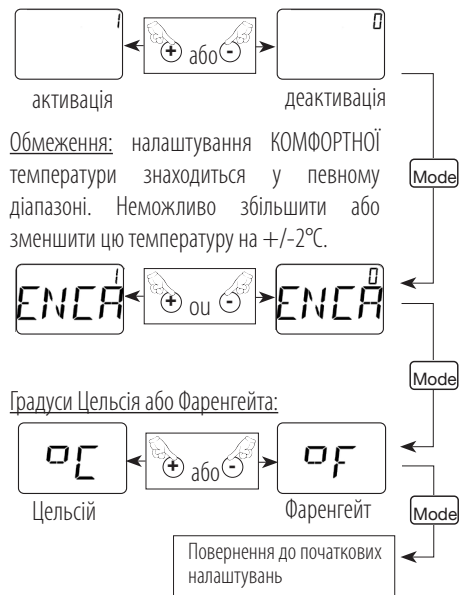 1 + або - 0
активація деактивація
Обмеження: налаштування КОМФОРТНОЇ
температури знаходиться у певному
діапазоні. Неможливо збільшити або
зменшити цю температуру на +/-2°C.
Mode
1 0
ENCA + ou - ENCA
Mode
Градуси Цельсія або Фаренгейта:
°C + або - °F
Цельсій Фаренгейт
Mode
Повернення до початкових
налаштувань